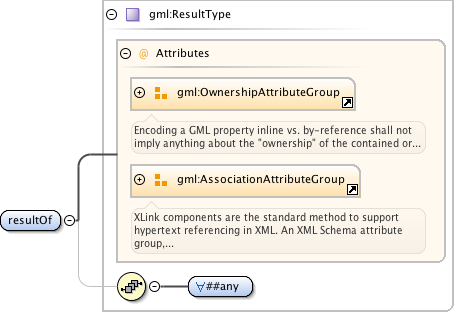 gml:ResultType
@ Attributes
gml:OwnershipAttributeGroup
Encoding a GML property inline vs. by-reference shall not
imply anything about the "ownership" of the contained or...
gml:AssociationAttributeGroup
XLink components are the standard method to support
hypertext referencing in XML. An XML Schema attribute
group,...
resultOf
∀##any